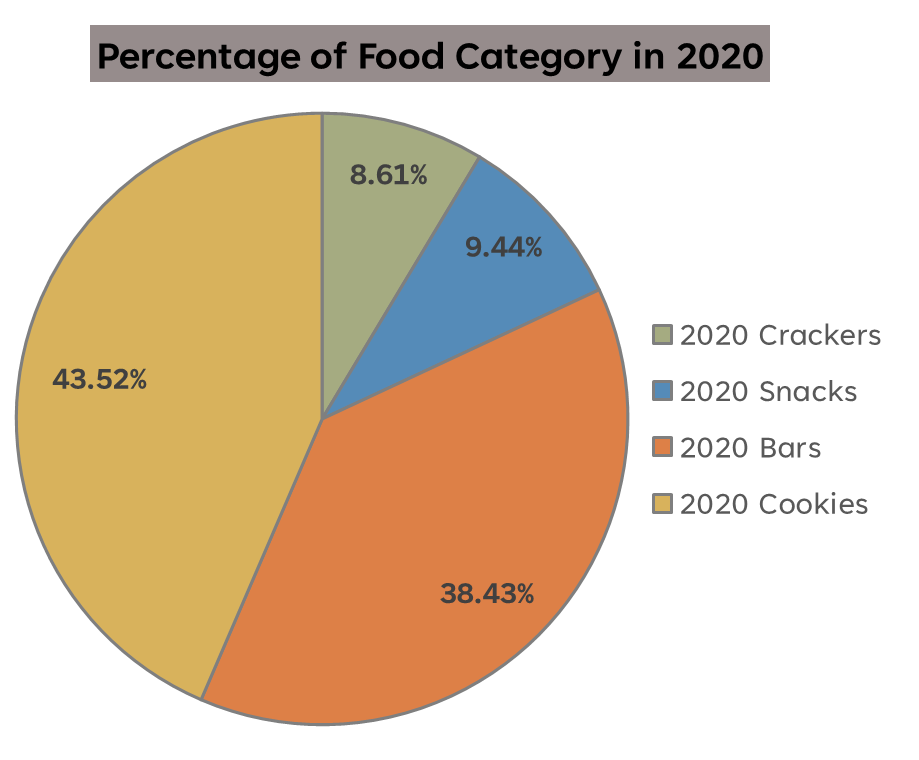 Percentage of Food Category in 2020
8.61%
9.44%
43.52%
38.43%
2020 Crackers
2020 Snacks
2020 Bars
2020 Cookies